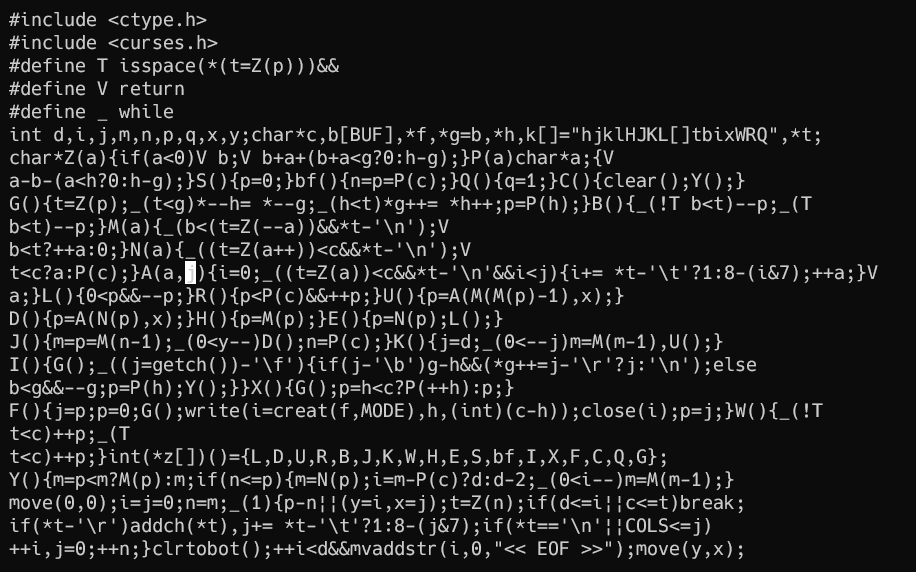 #include <ctype.h>
#include <curses.h>
#define T isspace(*(t=Z(p)))&&
#define V return
#define _ while
int d,i,j,m,n,p,q,x,y;char*c,b[BUF],*f,*g=b,*h,k[]="hjklHJKL[]tbixWRQ",*t;
char*Z(a){if(a<0)V b;V b+a+(b+a<g?0:h-g);}P(a)char*a;{V
a-b-(a<h?0:h-g);}S(){p=0;}bf(){n=p=P(c);}Q(){q=1;}C(){clear();Y();}
G(){t=Z(p);_(t<g)*--h= *--g;_(h<t)*g++= *h++;p=P(h);}B(){_(!T b<t)--p;_(T
b<t)--p;}M(a){_(b<(t=Z(--a))&&*t-'\n');V
b<t?++a:0;}N(a){_((t=Z(a++))<c&&*t-'\n');V
t<c?a:P(c);}A(a,j){i=0;_((t=Z(a))<c&&*t-'\n'&&i<j){i+= *t-'\t'?1:8-(i&7);++a;}V
a;}L(){0<p&&--p;}R(){p<P(c)&&++p;}U(){p=A(M(M(p)-1),x);}
D(){p=A(N(p),x);}H(){p=M(p);}E(){p=N(p);L();}
J(){m=p=M(n-1);_(0<y--)D();n=P(c);}K(){j=d;_(0<--j)m=M(m-1),U();}
I(){G();_((j=getch())-'\f'){if(j-'\b')g-h&&(*g++=j-'\r'?j:'\n');else
b<g&&--g;p=P(h);Y();}}X(){G();p=h<c?P(++h):p;}
F(){j=p;p=0;G();write(i=creat(f,MODE),h,(int)(c-h));close(i);p=j;}W(){_(!T
t<c)++p;_(T
t<c)++p;}int(*z[])()={L,D,U,R,B,J,K,W,H,E,S,bf,I,X,F,C,Q,G};
Y(){m=p<m?M(p):m;if(n<=p){m=N(p);i=m-P(c)?d:d-2;_(0<i--)m=M(m-1);}
move(0,0);i=j=0;n=m;_(1){p-n¦¦(y=i,x=j);t=Z(n);if(d<=i¦¦c<=t)break;
if(*t-'\r')addch(*t),j+= *t-'\t'?1:8-(j&7);if(*t=='\n'¦¦COLS<=j)
++i,j=0;++n;}clrtobot();++i<d&&mvaddstr(i,0,"<< EOF >>");move(y,x);